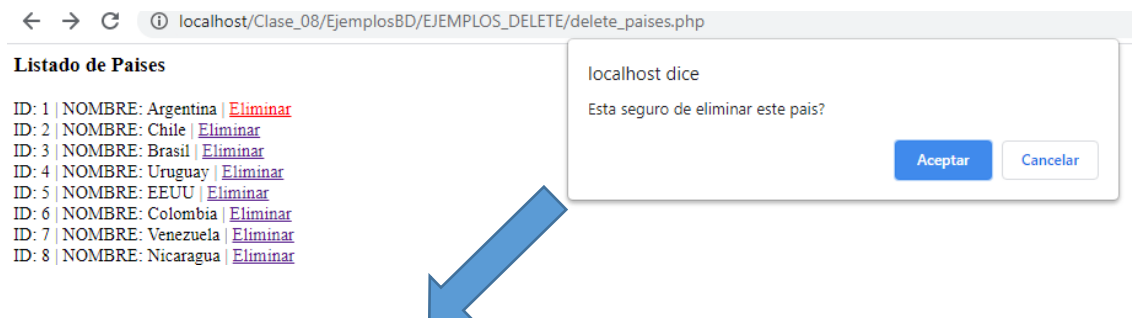 localhost/Clase_08/EjemplosBD/EJEMPLOS_DELETE/delete_paises.php
Listado de Paises
ID: 1 | NOMBRE: Argentina | Eliminar
ID: 2 | NOMBRE: Chile | Eliminar
ID: 3 | NOMBRE: Brasil | Eliminar
ID: 4 | NOMBRE: Uruguay | Eliminar
ID: 5 | NOMBRE: EEUU | Eliminar
ID: 6 | NOMBRE: Colombia | Eliminar
ID: 7 | NOMBRE: Venezuela | Eliminar
ID: 8 | NOMBRE: Nicaragua | Eliminar
localhost dice
Esta seguro de eliminar este pais?
Aceptar
Cancelar